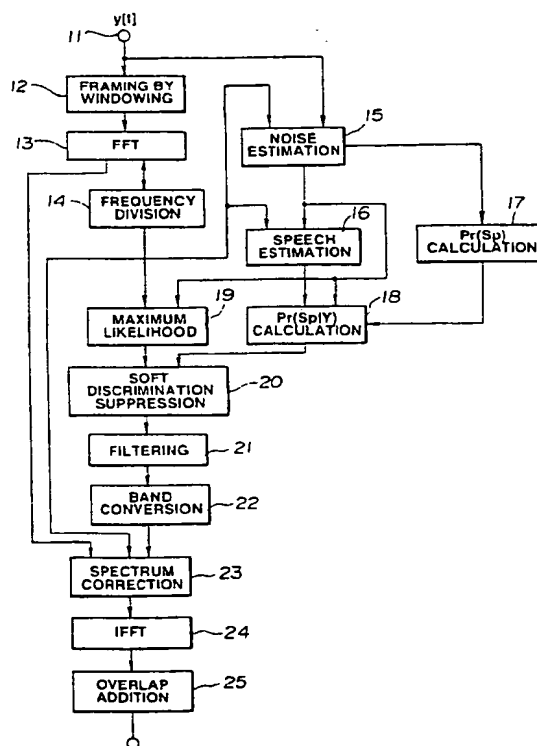 y[t]
11
12
FRAMING BY
WINDOWING
13
FFT
15
NOISE
ESTIMATION
14
FREQUENCY
DIVISION
16
SPEECH
ESTIMATION
17
Pr(Sp)
CALCULATION
MAXIMUM
LIKELIHOOD
19
Pr(Sp|Y)
CALCULATION
18
SOFT
DISCRIMINATION
SUPPRESSION
20
FILTERING
21
BAND
CONVERSION
22
SPECTRUM
CORRECTION
23
IFFT
24
OVERLAP
ADDITION
25